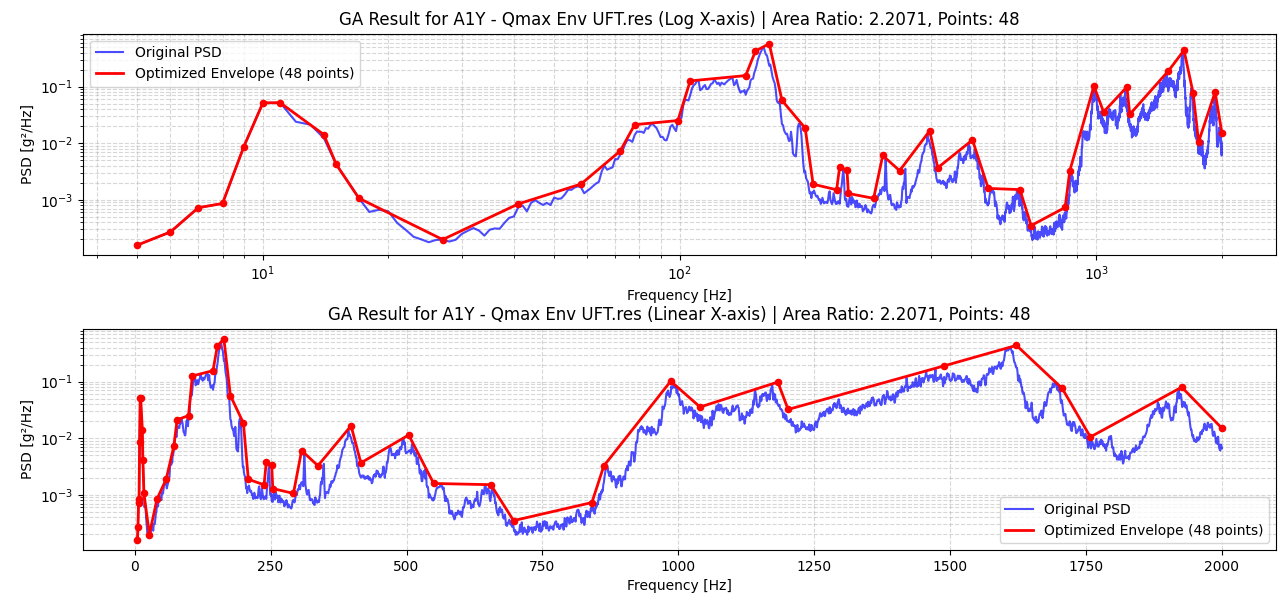 GA Result for A1Y - Qmax Env UFT.res (Log X-axis) | Area Ratio: 2.2071, Points: 48
Original PSD
Optimized Envelope (48 points)
PSD [g²/Hz]
10⁻¹
10⁻²
10⁻³
10¹ 10² 10³
Frequency [Hz]
GA Result for A1Y - Qmax Env UFT.res (Linear X-axis) | Area Ratio: 2.2071, Points: 48
PSD [g²/Hz]
10⁻¹
10⁻²
10⁻³
Original PSD
Optimized Envelope (48 points)
0 250 500 750 1000 1250 1500 1750 2000
Frequency [Hz]